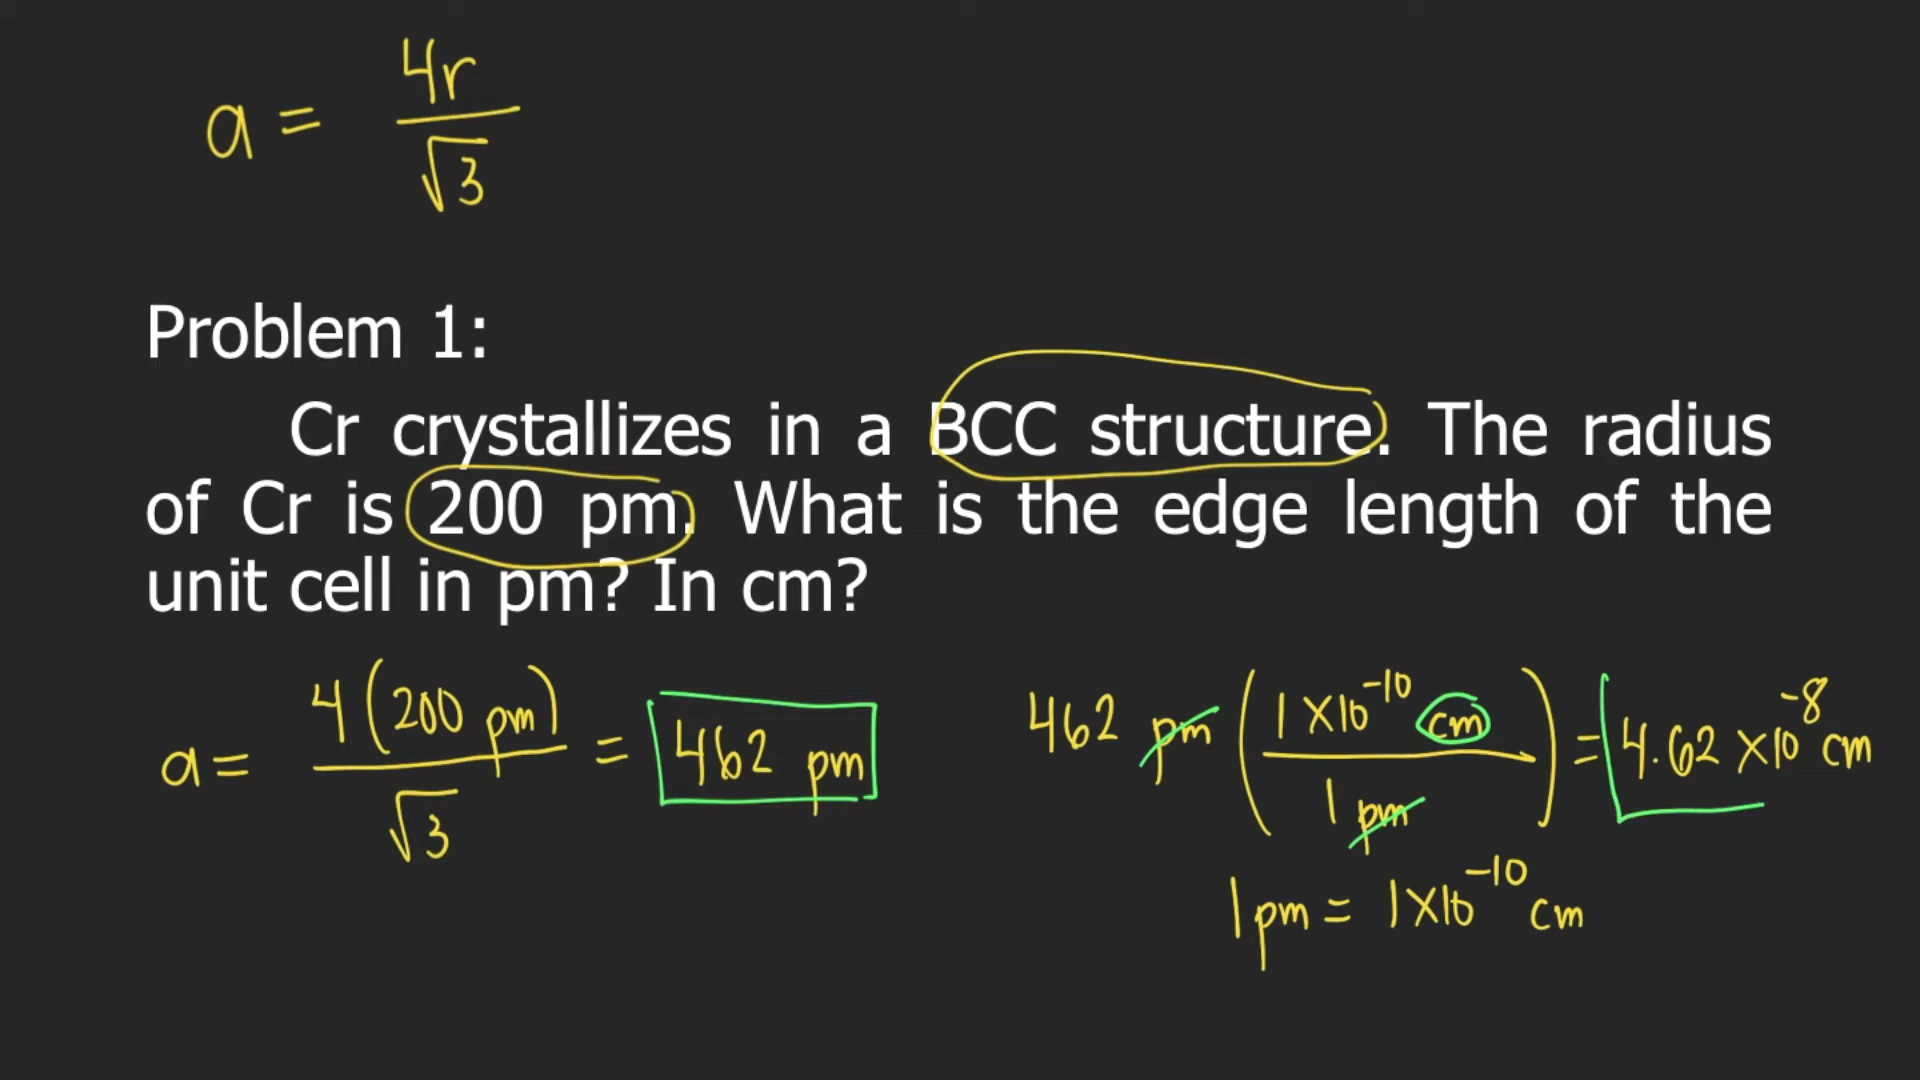 a = 4r / √3
Problem 1:
Cr crystallizes in a BCC structure. The radius
of Cr is 200 pm. What is the edge length of the
unit cell in pm? In cm?
a = 4(200 pm) / √3 = 462 pm
462 pm (1 × 10⁻¹⁰ cm / 1 pm) = 4.62 × 10⁻⁸ cm
1 pm = 1 × 10⁻¹⁰ cm